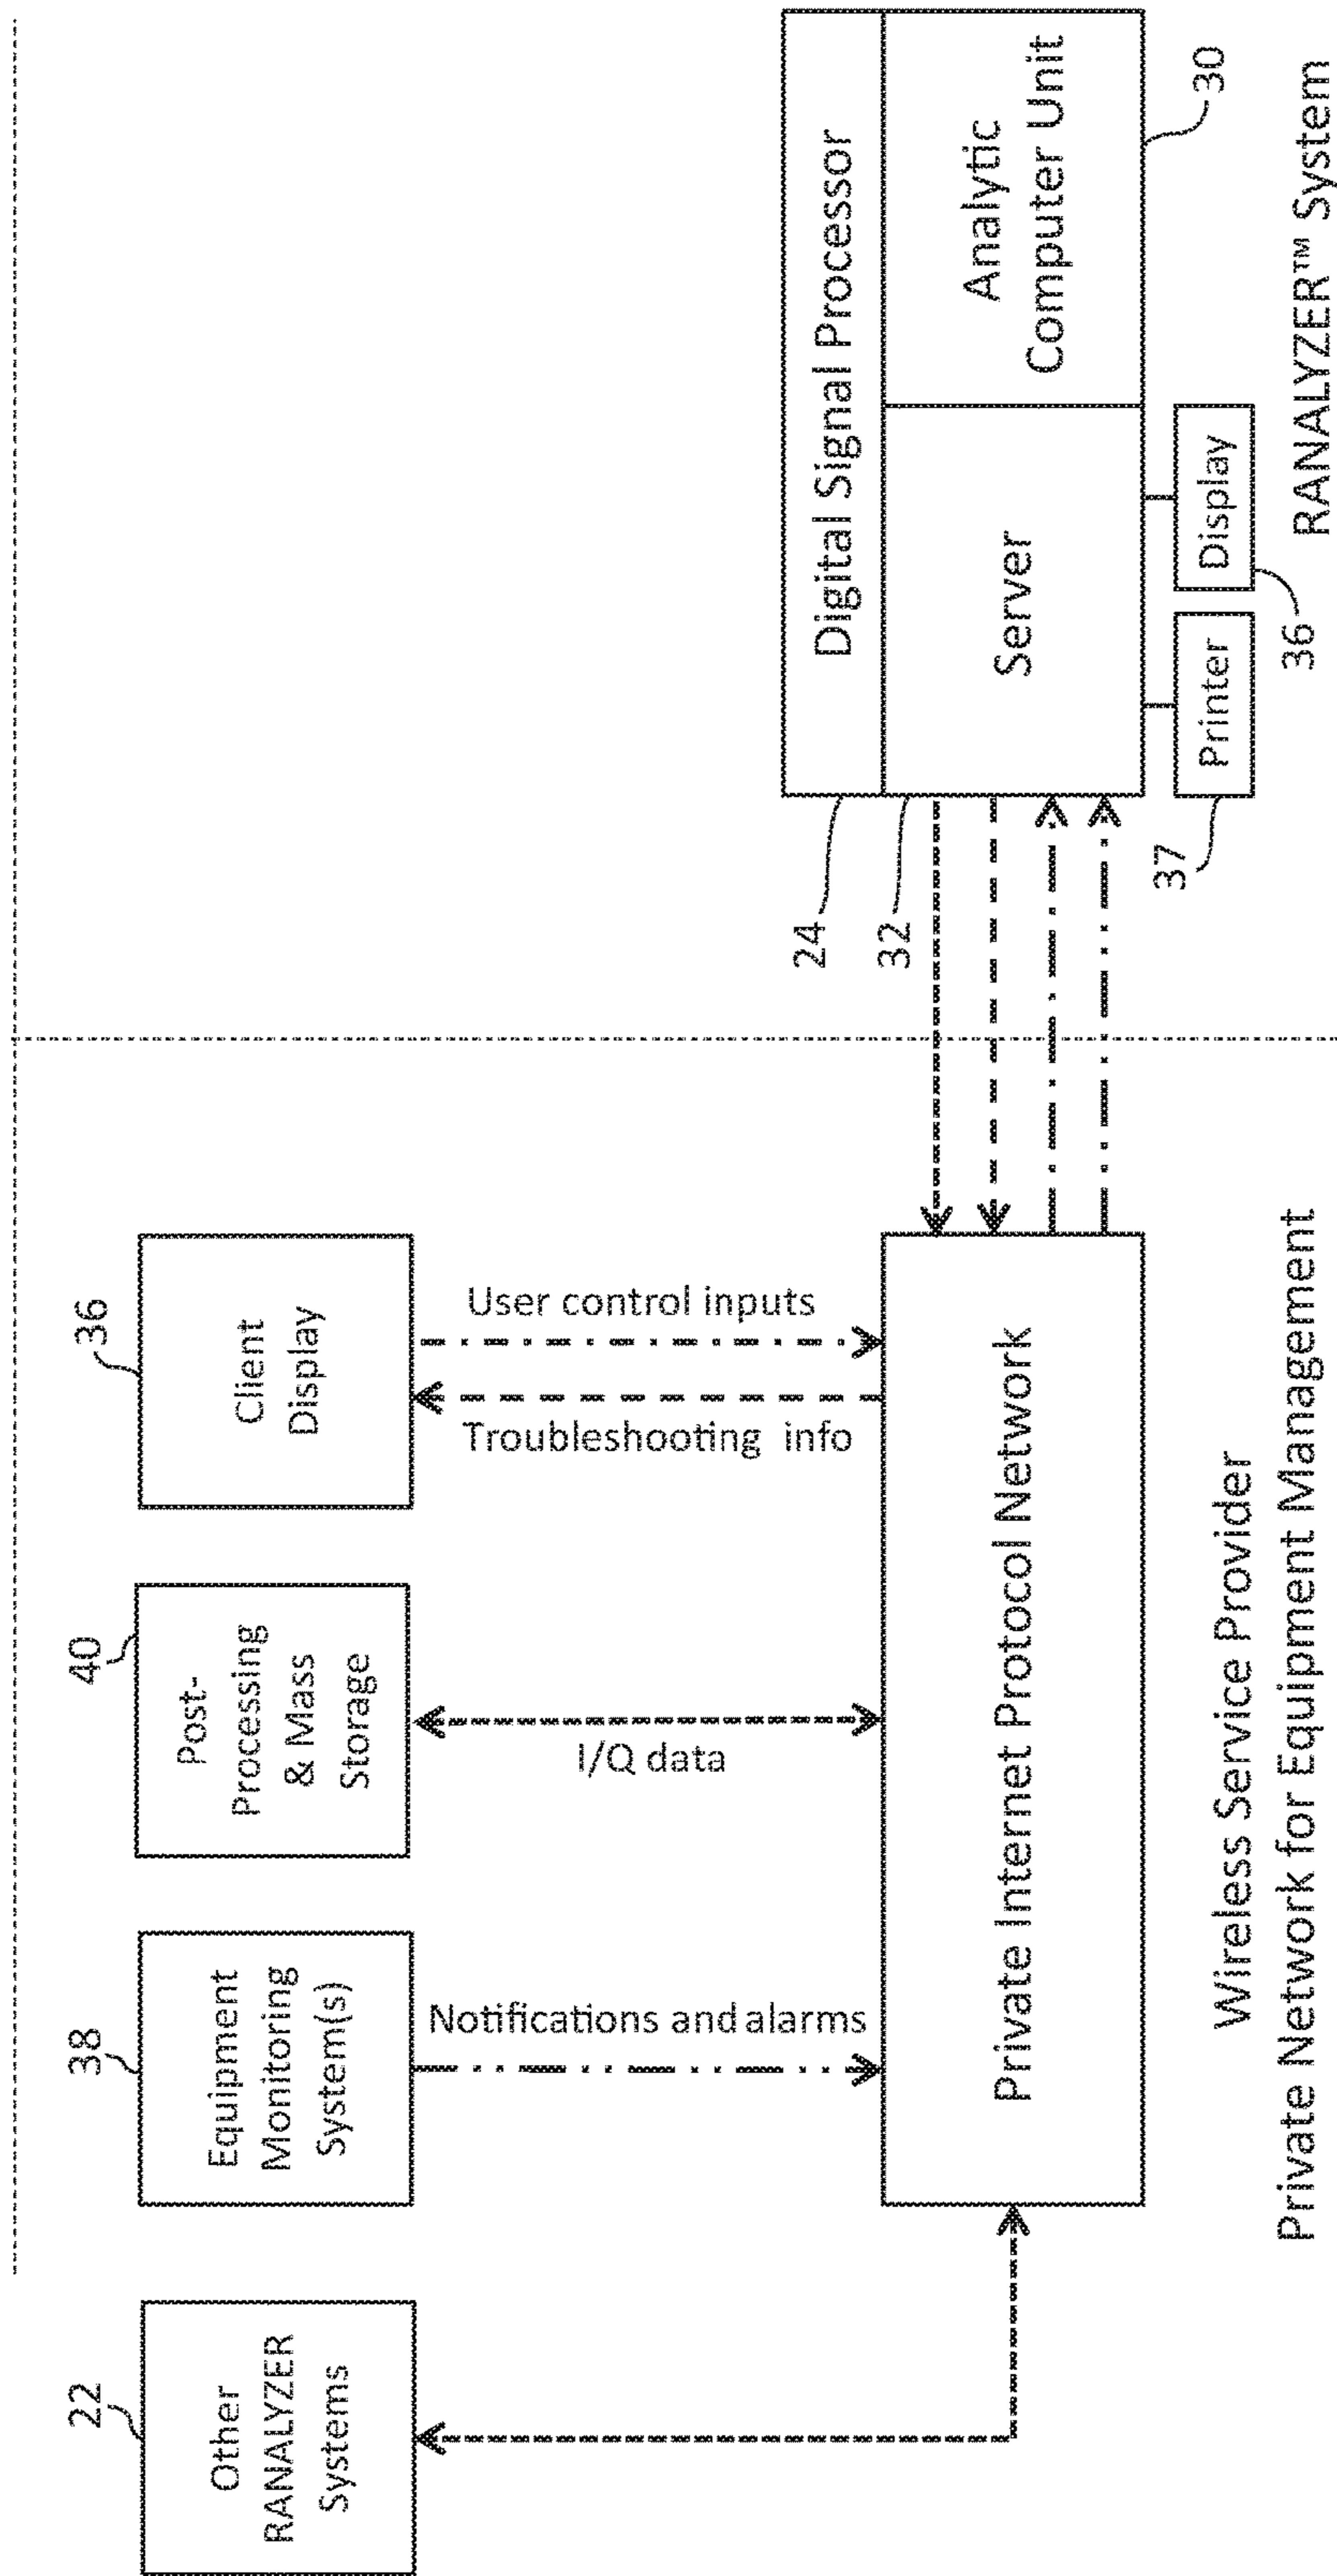 22
Other
RANALYZER
Systems
38
Equipment
Monitoring
System(s)
40
Post-
Processing
& Mass
Storage
36
Client
Display
Notifications and alarms
I/Q data
User control inputs
Troubleshooting info
Private Internet Protocol Network
Wireless Service Provider
Private Network for Equipment Management
24
32
Digital Signal Processor
Server
Analytic
Computer Unit
30
37
Printer
Display
36
RANALYZER™ System